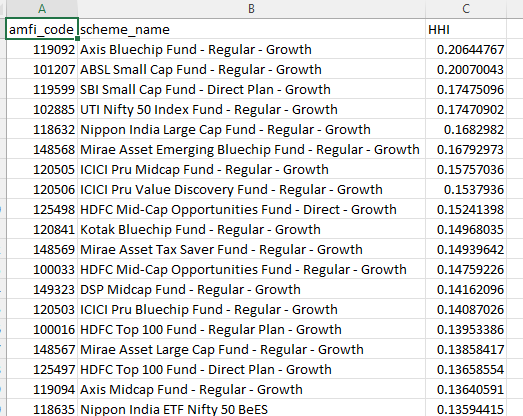 A B C
amfi_code scheme_name HHI
119092 Axis Bluechip Fund - Regular - Growth 0.20644767
101207 ABSL Small Cap Fund - Regular - Growth 0.20070043
119599 SBI Small Cap Fund - Direct Plan - Growth 0.17475096
102885 UTI Nifty 50 Index Fund - Regular - Growth 0.17470902
118632 Nippon India Large Cap Fund - Regular - Growth 0.1682982
148568 Mirae Asset Emerging Bluechip Fund - Regular - Growth 0.16792973
120505 ICICI Pru Midcap Fund - Regular - Growth 0.15757036
120506 ICICI Pru Value Discovery Fund - Regular - Growth 0.1537936
125498 HDFC Mid-Cap Opportunities Fund - Direct - Growth 0.15241398
120841 Kotak Bluechip Fund - Regular - Growth 0.14968035
148569 Mirae Asset Tax Saver Fund - Regular - Growth 0.14939642
100033 HDFC Mid-Cap Opportunities Fund - Regular - Growth 0.14759226
149323 DSP Midcap Fund - Regular - Growth 0.14162096
120503 ICICI Pru Bluechip Fund - Regular - Growth 0.14087026
100016 HDFC Top 100 Fund - Regular Plan - Growth 0.13953386
148567 Mirae Asset Large Cap Fund - Regular - Growth 0.13858417
125497 HDFC Top 100 Fund - Direct Plan - Growth 0.13658554
119094 Axis Midcap Fund - Regular - Growth 0.13640591
118635 Nippon India ETF Nifty 50 BeES 0.13594415